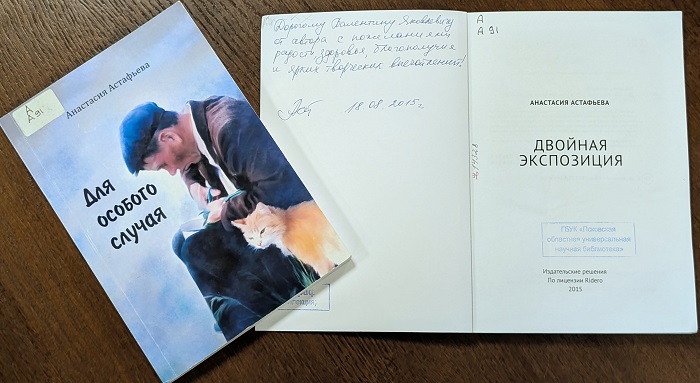 А
А 91
Анастасия Астафьева
Для
особого
случая
Дорогому Валентину Яковлевичу
от автора с пожеланиями
радости, здоровья, благополучия
и ярких творческих впечатлений!
18.08.2015г.
А
А 91
АНАСТАСИЯ АСТАФЬЕВА
ДВОЙНАЯ
ЭКСПОЗИЦИЯ
ГБУК «Псковская
областная универсальная
научная библиотека»
Издательские решения
По лицензии Ridero
2015